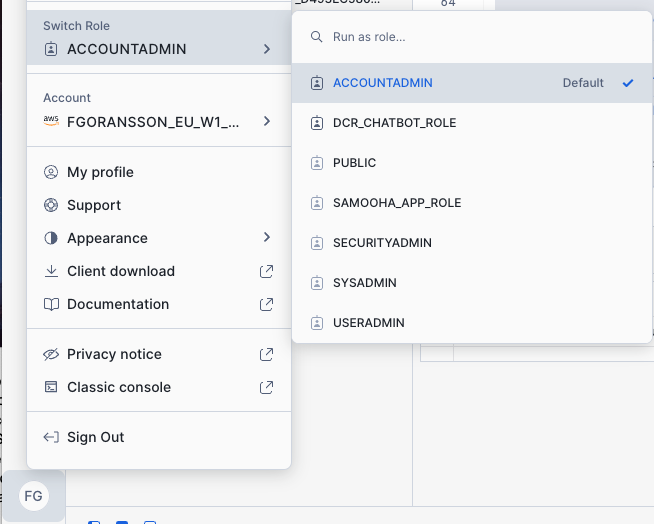 64
Switch Role
ACCOUNTADMIN
Account
aws
FGORANSSON_EU_W1_...
My profile
Support
Appearance
Client download
Documentation
Privacy notice
Classic console
Sign Out
FG
Run as role...
ACCOUNTADMIN Default
DCR_CHATBOT_ROLE
PUBLIC
SAMOOHA_APP_ROLE
SECURITYADMIN
SYSADMIN
USERADMIN